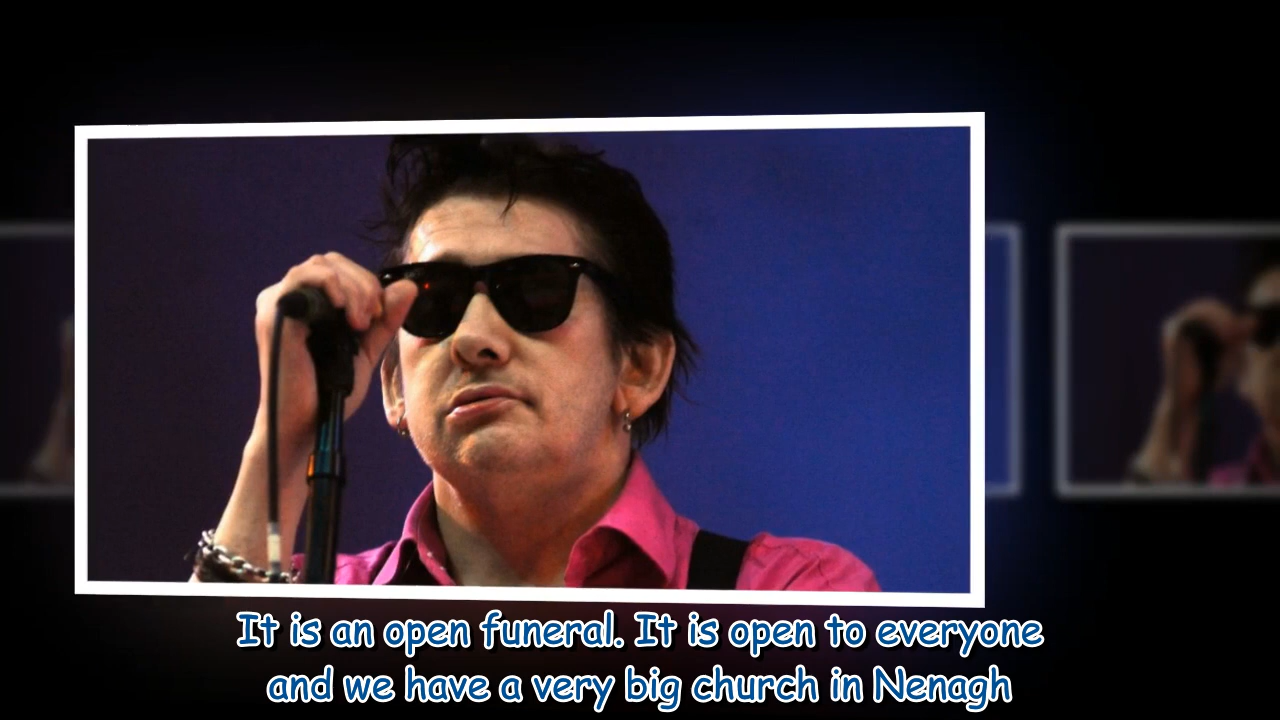 It is an open funeral. It is open to everyone
and we have a very big church in Nenagh